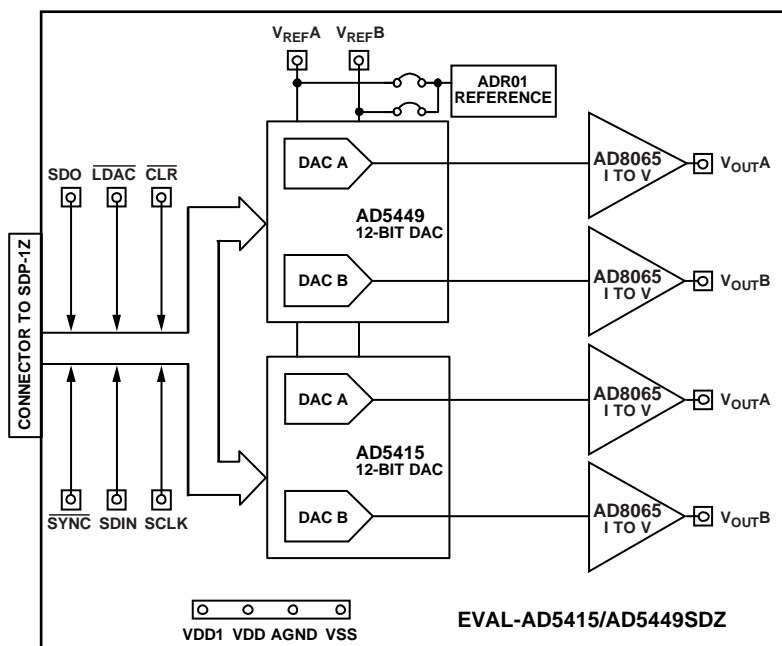 VREFA VREFB
ADR01
REFERENCE
DAC A
AD5449
12-BIT DAC
DAC B
AD8065
I TO V
VOUTA
AD8065
I TO V
VOUTB
SDO LDAC CLR
CONNECTOR TO SDP-1Z
SYNC SDIN SCLK
DAC A
AD5415
12-BIT DAC
DAC B
AD8065
I TO V
VOUTA
AD8065
I TO V
VOUTB
VDD1 VDD AGND VSS
EVAL-AD5415/AD5449SDZ